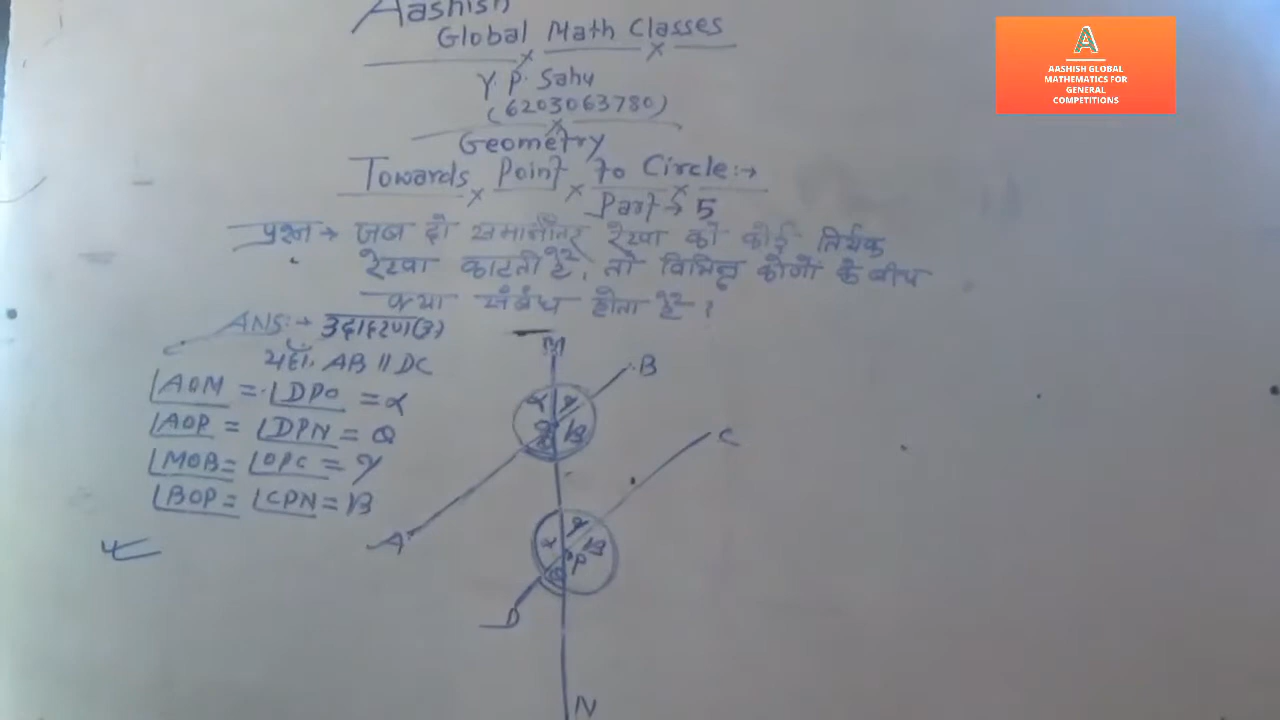 Aashish
Global Math Classes
Y. P. Sahu
(6203063780)
Geometry
Towards Point to Circle:→
Part→ 5
प्रश्न → जब दो समानांतर रेखा को कोई तिर्यक
रेखा काटती है, तो विभिन्न कोणों के बीच
क्या संबंध होता है?
ANS:→ उदाहरण(3)
यहाँ, AB || DC
∠AOM = ∠DPO = α
∠AOP = ∠DPN = θ
∠MOB = ∠OPC = γ
∠BOP = ∠CPN = β
M
B
α γ
θ β
C
A
γ
α β
P
θ
D
N
A
AASHISH GLOBAL
MATHEMATICS FOR
GENERAL
COMPETITIONS